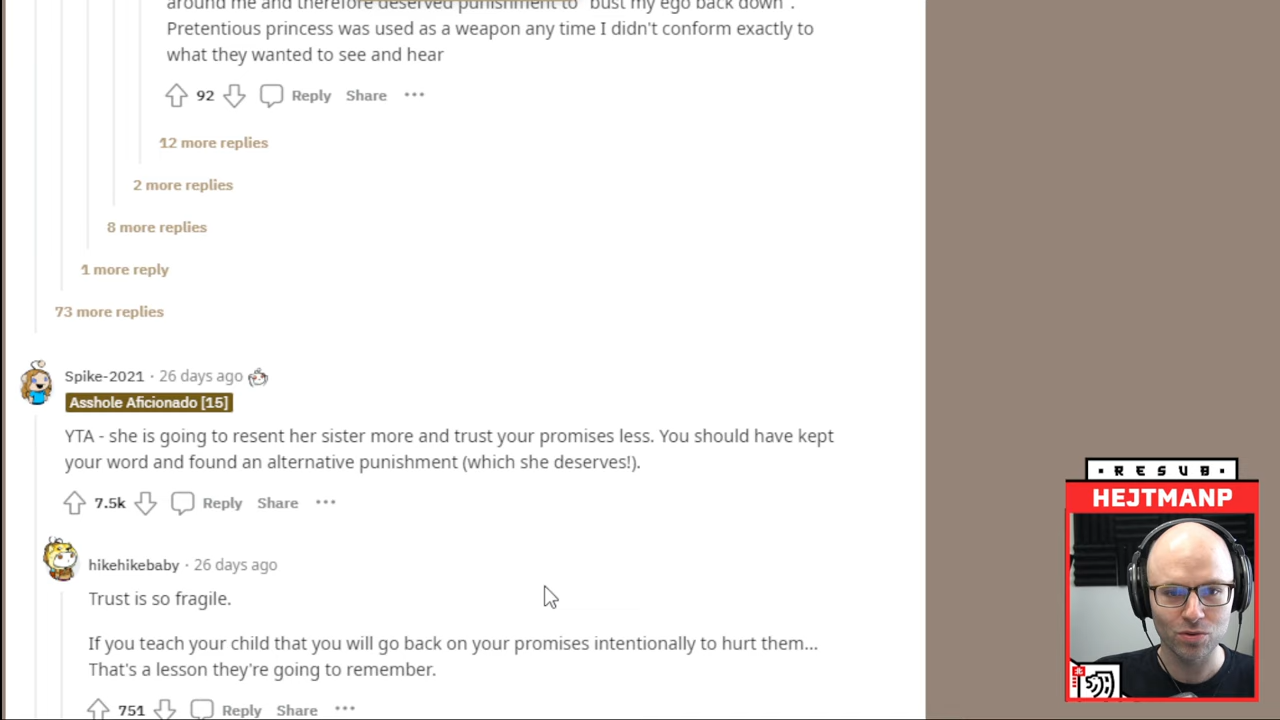 around me and therefore deserved punishment to "bust my ego back down".
Pretentious princess was used as a weapon any time I didn't conform exactly to
what they wanted to see and hear
92 Reply Share
12 more replies
2 more replies
8 more replies
1 more reply
73 more replies
Spike-2021 · 26 days ago
Asshole Aficionado [15]
YTA - she is going to resent her sister more and trust your promises less. You should have kept
your word and found an alternative punishment (which she deserves!).
7.5k Reply Share
hikehikebaby · 26 days ago
Trust is so fragile.
If you teach your child that you will go back on your promises intentionally to hurt them...
That's a lesson they're going to remember.
751 Reply Share
RESUB
HEJTMANP